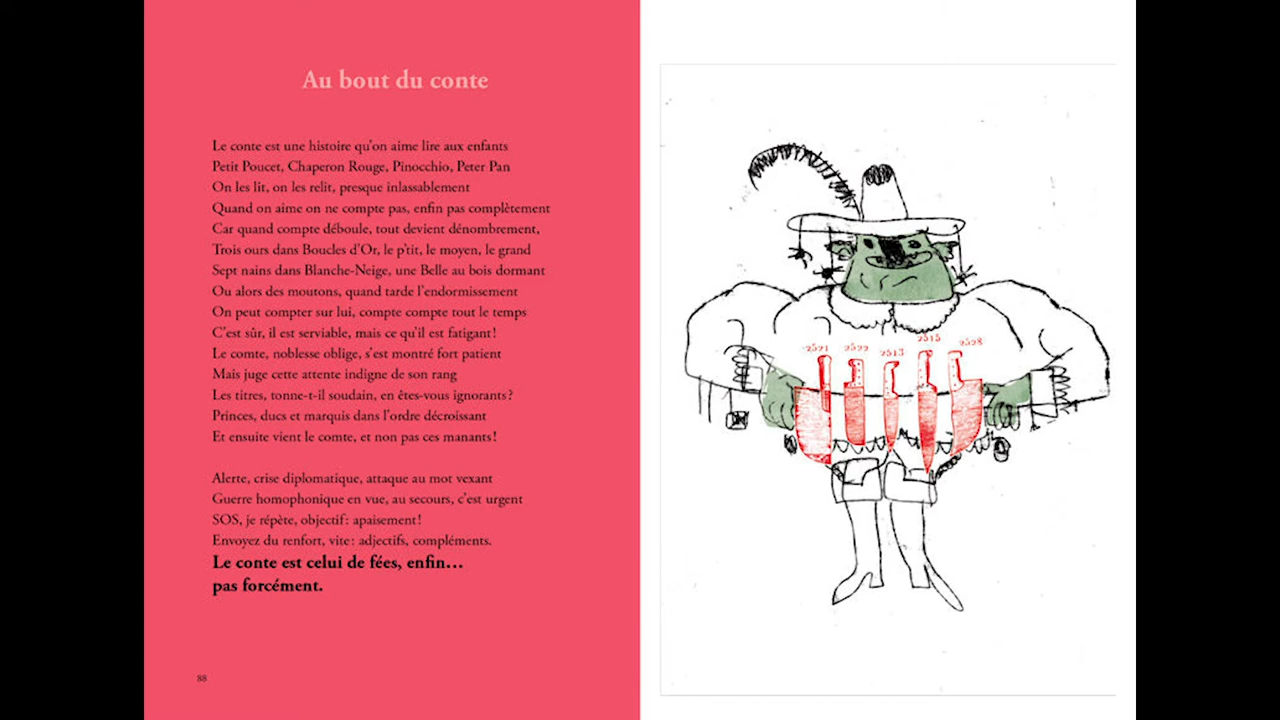 Au bout du conte
Le conte est une histoire qu'on aime lire aux enfants
Petit Poucet, Chaperon Rouge, Pinocchio, Peter Pan
On les lit, on les relit, presque inlassablement
Quand on aime on ne compte pas, enfin pas complètement
Car quand compte déboule, tout devient dénombrement,
Trois ours dans Boucles d'Or, le p'tit, le moyen, le grand
Sept nains dans Blanche-Neige, une Belle au bois dormant
Ou alors des moutons, quand tarde l'endormissement
On peut compter sur lui, compte compte tout le temps
C'est sûr, il est serviable, mais ce qu'il est fatigant!
Le comte, noblesse oblige, s'est montré fort patient
Mais juge cette attente indigne de son rang
Les titres, tonne-t-il soudain, en êtes-vous ignorants?
Princes, ducs et marquis dans l'ordre décroissant
Et ensuite vient le comte, et non pas ces manants!
Alerte, crise diplomatique, attaque au mot vexant
Guerre homophonique en vue, au secours, c'est urgent
SOS, je répète, objectif: apaisement!
Envoyez du renfort, vite: adjectifs, compléments.
Le conte est celui de fées, enfin...
pas forcément.
88
2521 2522 2513 2515 2528